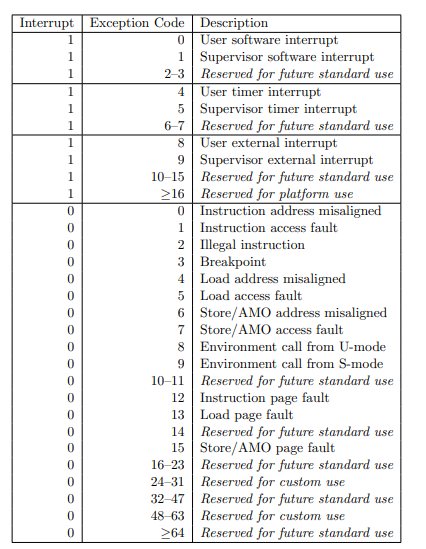 Interrupt Exception Code Description
1 0 User software interrupt
1 1 Supervisor software interrupt
1 2–3 Reserved for future standard use
1 4 User timer interrupt
1 5 Supervisor timer interrupt
1 6–7 Reserved for future standard use
1 8 User external interrupt
1 9 Supervisor external interrupt
1 10–15 Reserved for future standard use
1 ≥16 Reserved for platform use
0 0 Instruction address misaligned
0 1 Instruction access fault
0 2 Illegal instruction
0 3 Breakpoint
0 4 Load address misaligned
0 5 Load access fault
0 6 Store/AMO address misaligned
0 7 Store/AMO access fault
0 8 Environment call from U-mode
0 9 Environment call from S-mode
0 10–11 Reserved for future standard use
0 12 Instruction page fault
0 13 Load page fault
0 14 Reserved for future standard use
0 15 Store/AMO page fault
0 16–23 Reserved for future standard use
0 24–31 Reserved for custom use
0 32–47 Reserved for future standard use
0 48–63 Reserved for custom use
0 ≥64 Reserved for future standard use